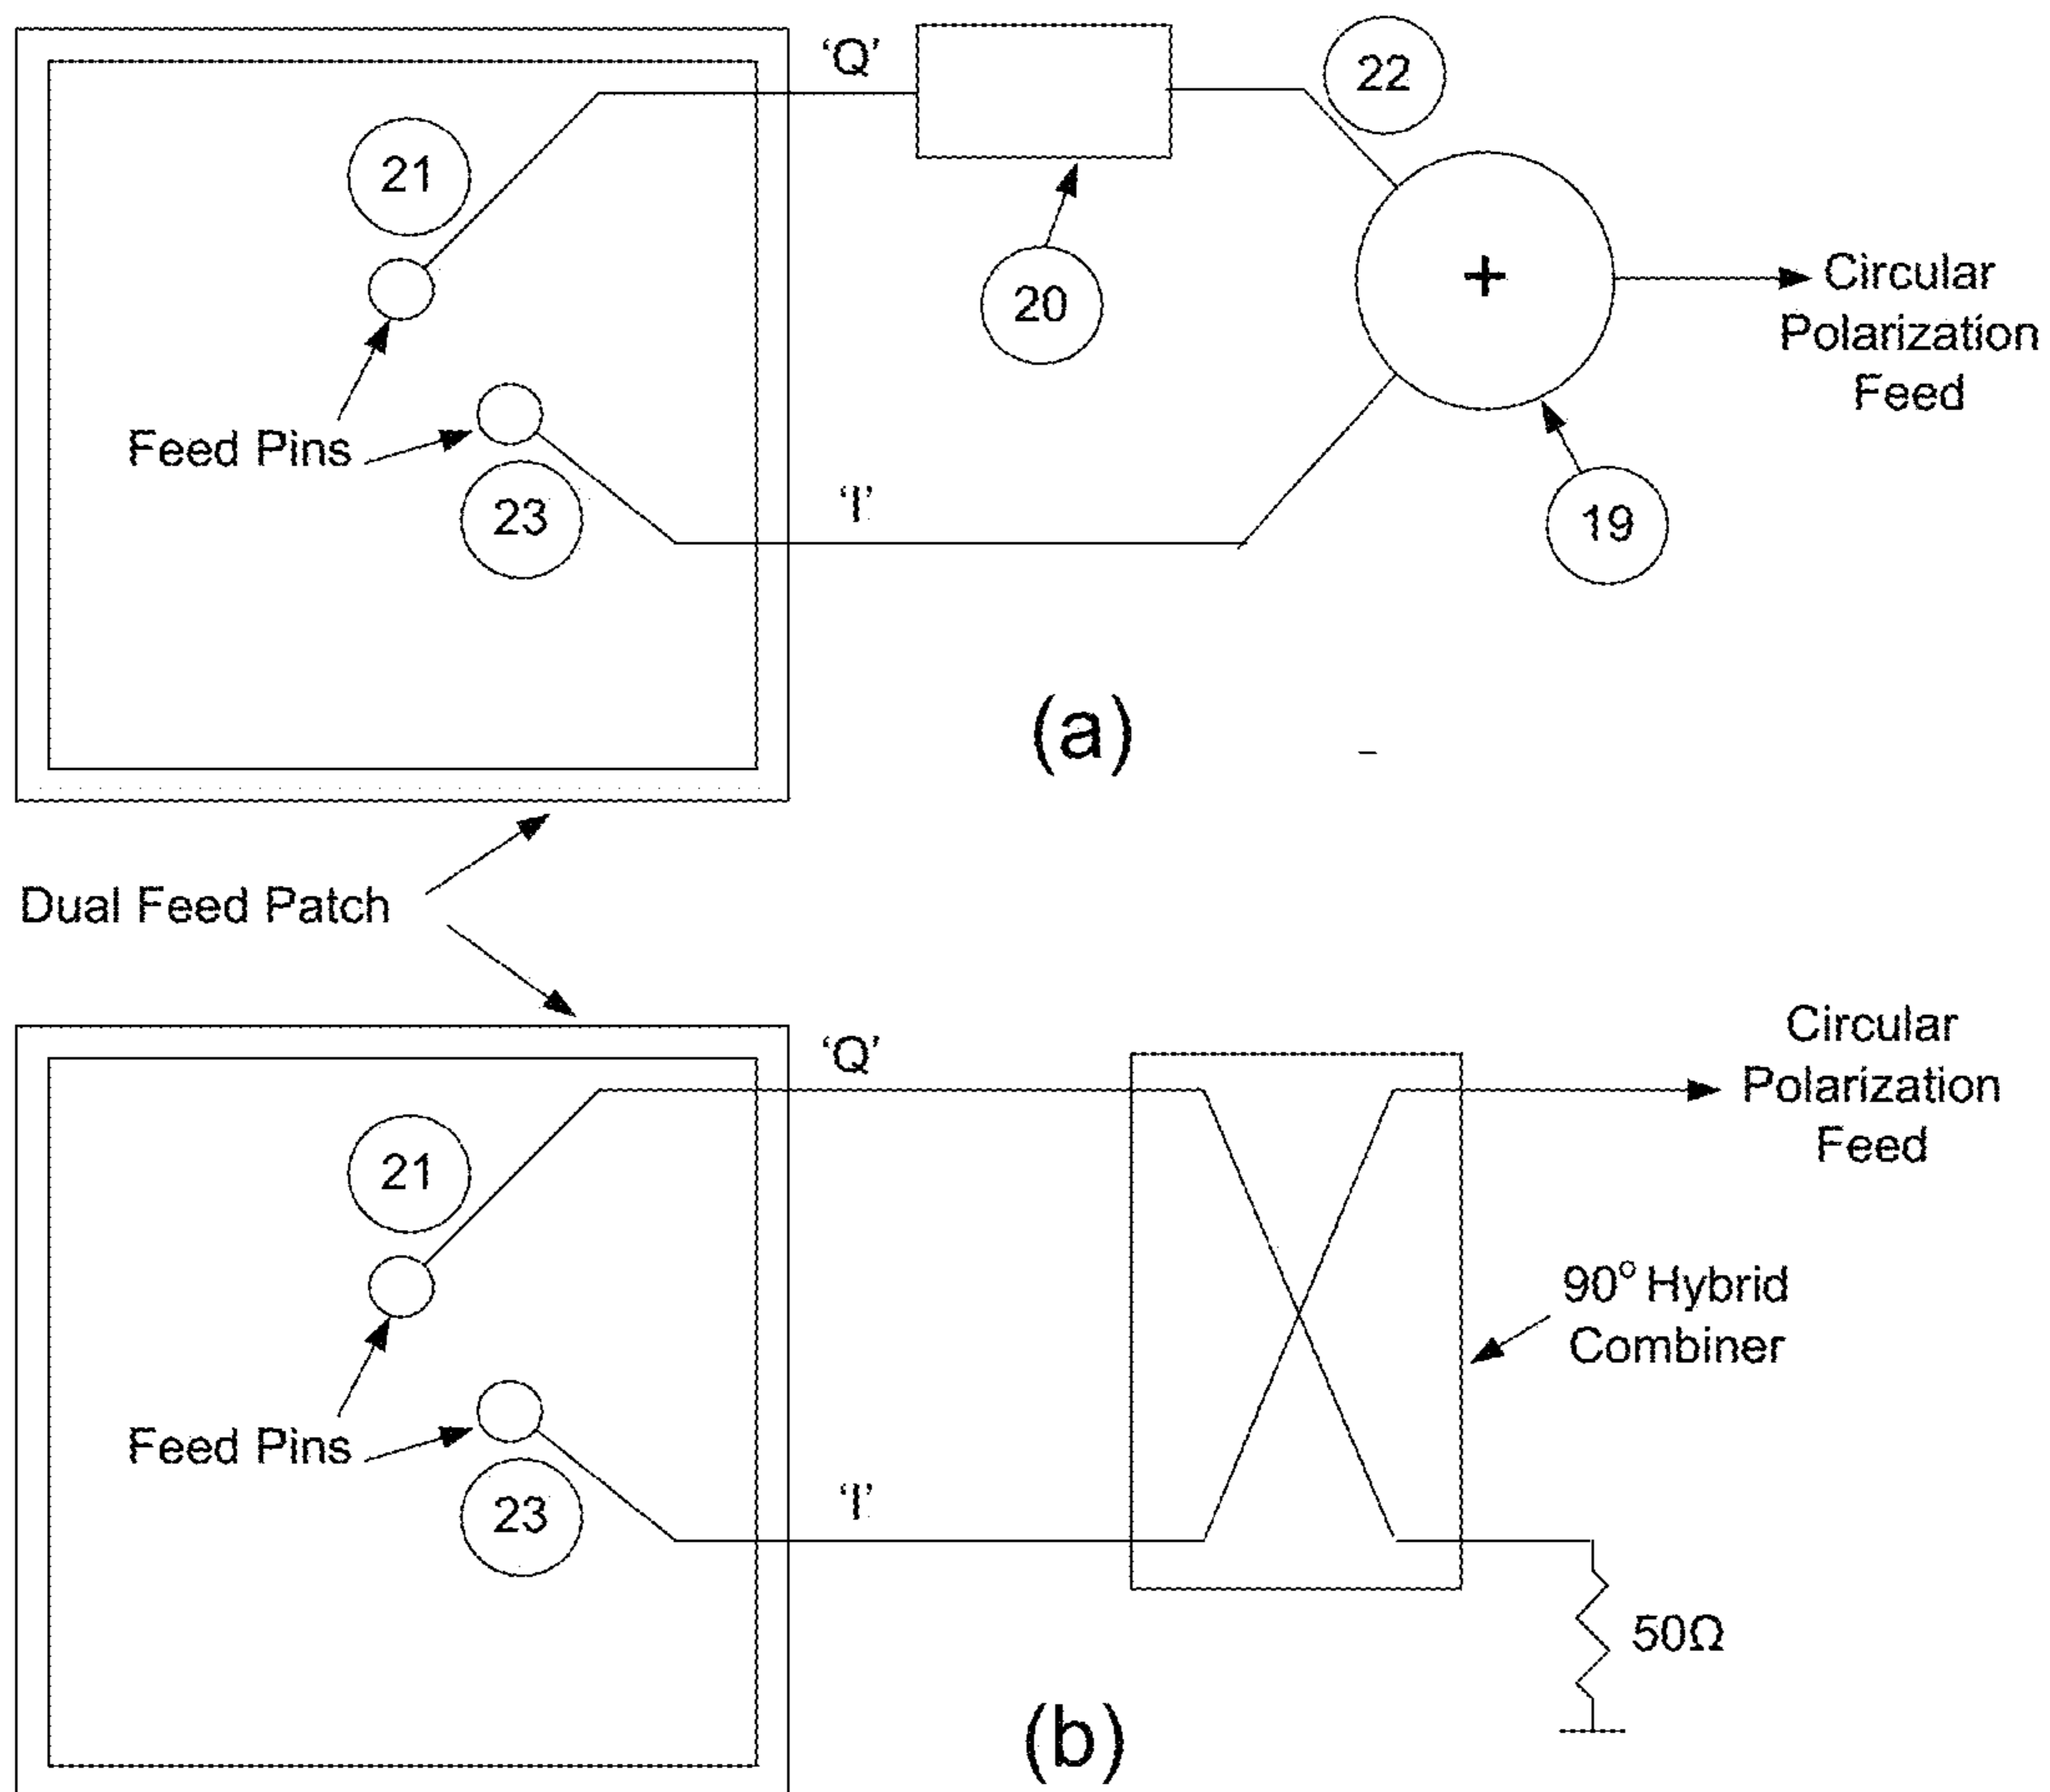 'Q'
22
21
20
+
Circular
Polarization
Feed
Feed Pins
23
'I'
19
(a)
Dual Feed Patch
'Q'
Circular
Polarization
Feed
21
90° Hybrid
Combiner
Feed Pins
23
'I'
50Ω
(b)